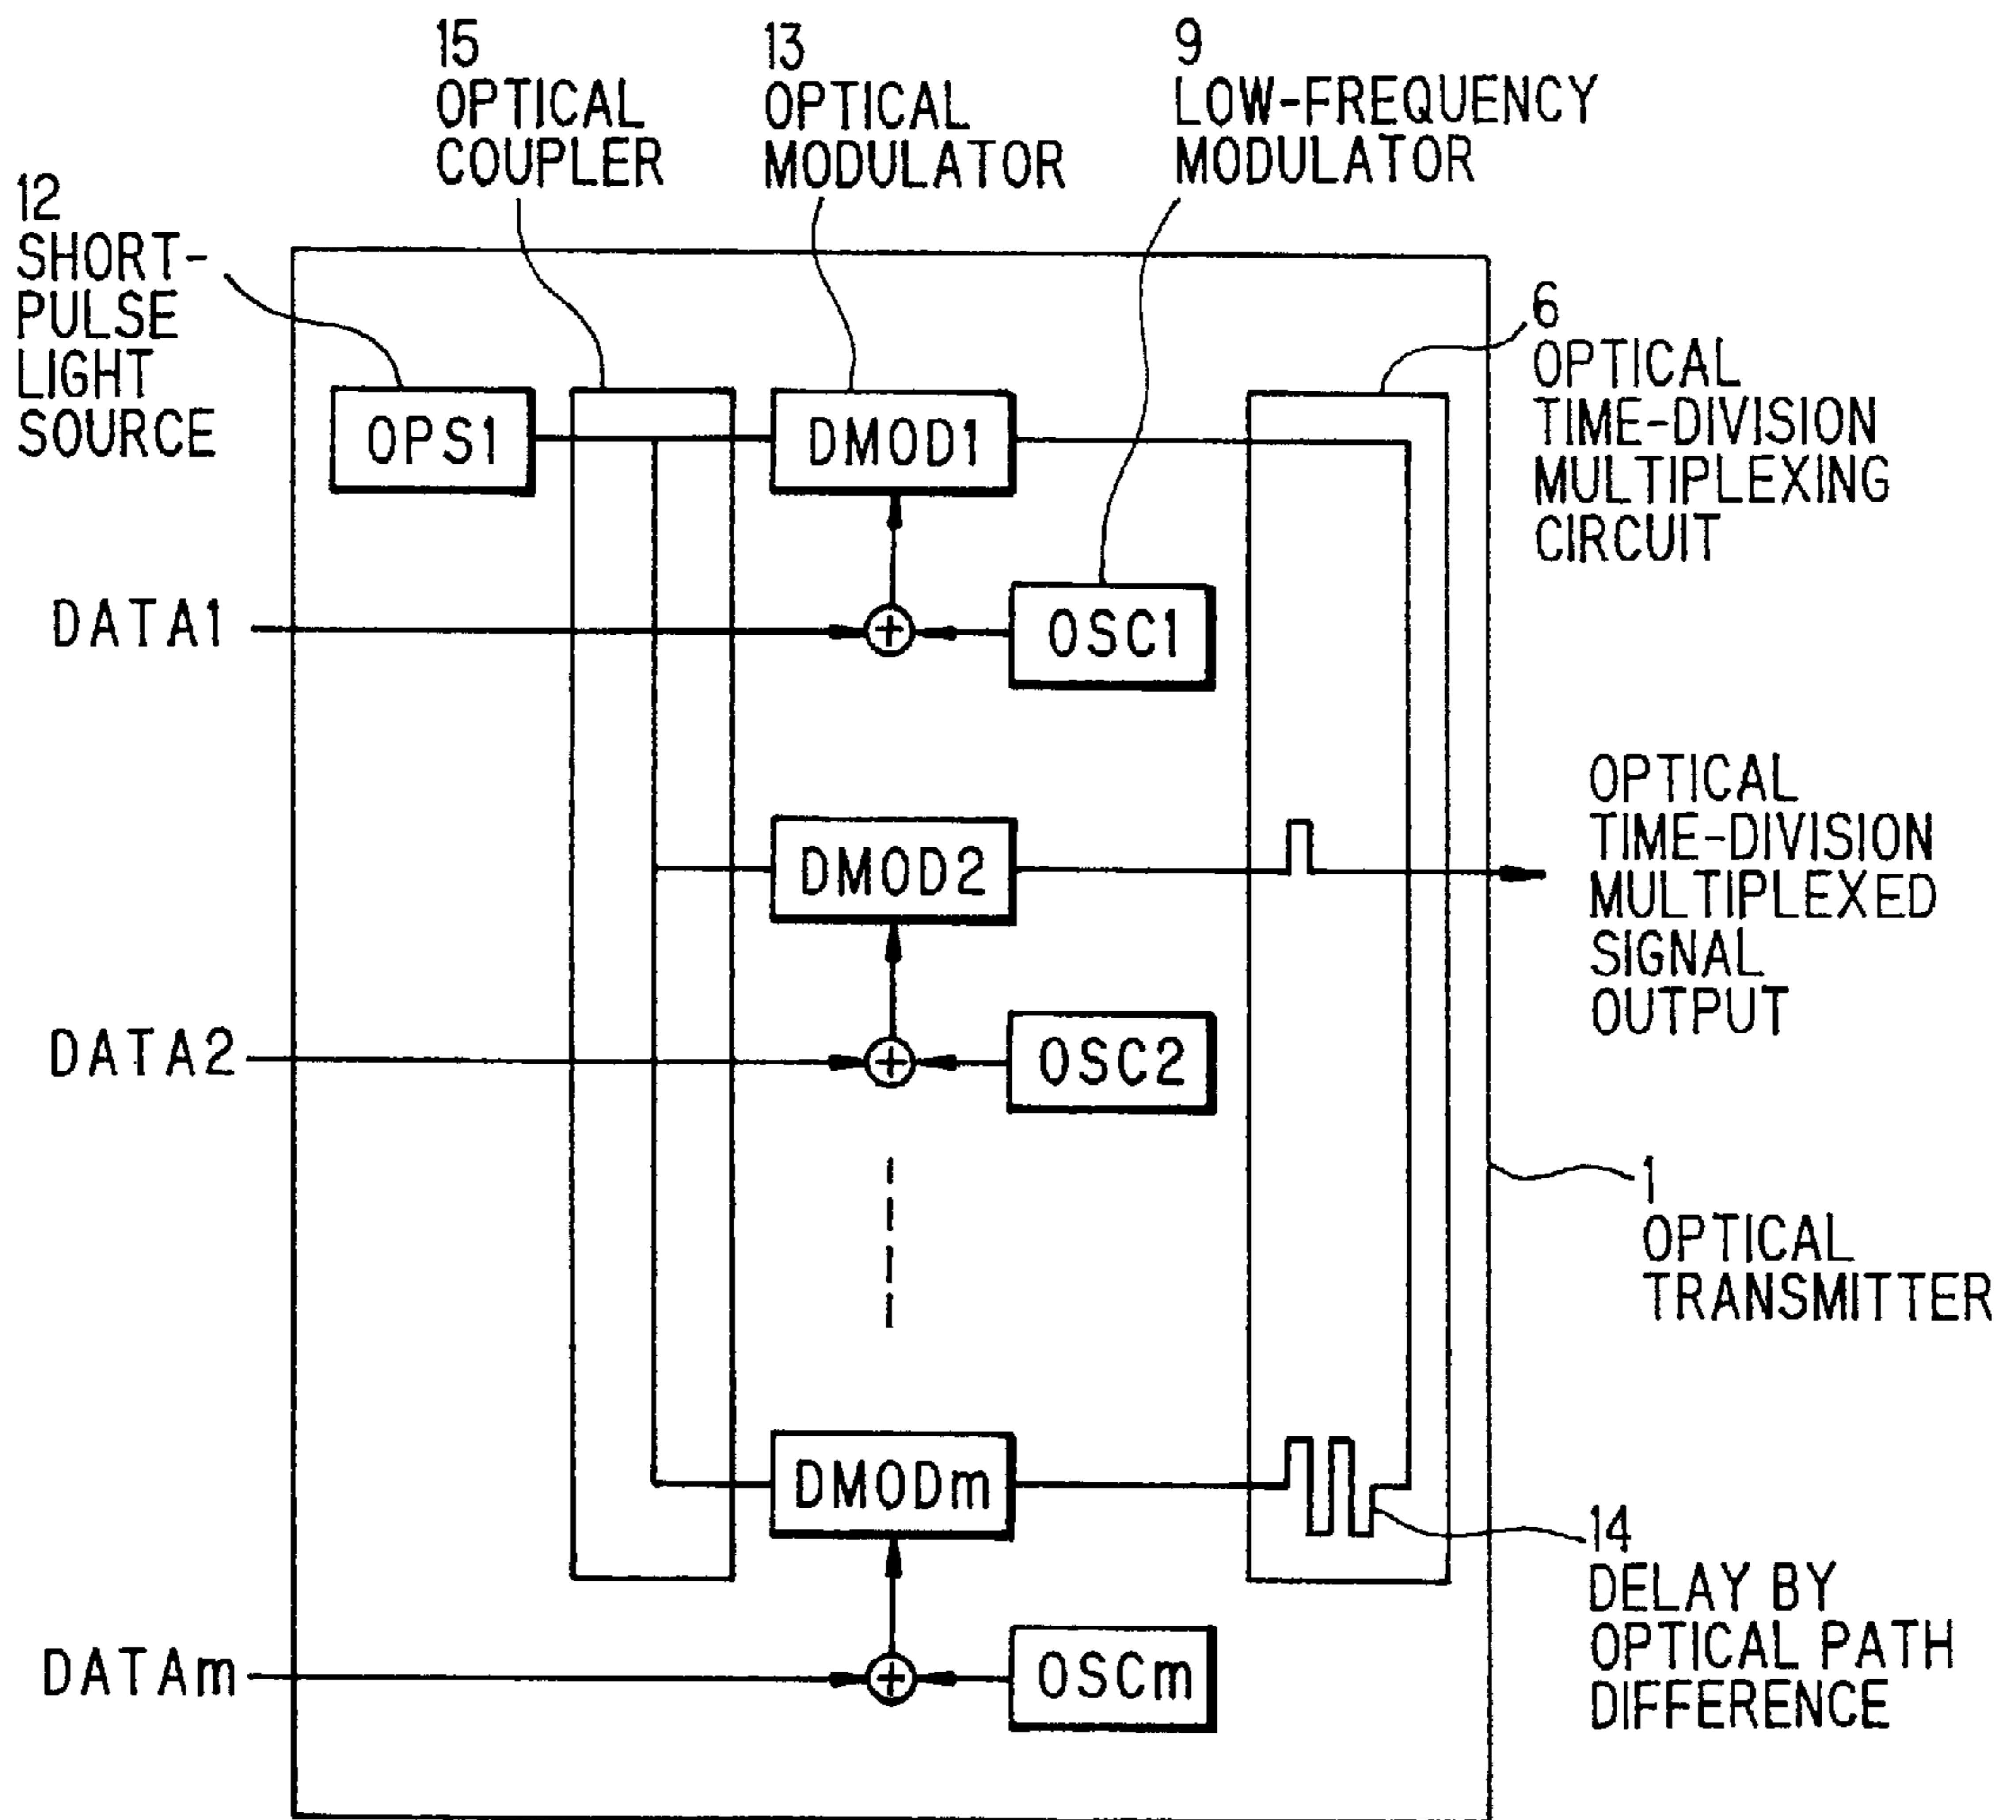 15
OPTICAL
COUPLER
13
OPTICAL
MODULATOR
9
LOW-FREQUENCY
MODULATOR
12
SHORT-
PULSE
LIGHT
SOURCE
6
OPTICAL
TIME-DIVISION
MULTIPLEXING
CIRCUIT
OPS1
DMOD1
DATA1
+
OSC1
DMOD2
OPTICAL
TIME-DIVISION
MULTIPLEXED
SIGNAL
OUTPUT
DATA2
+
OSC2
1
OPTICAL
TRANSMITTER
DMODm
14
DELAY BY
OPTICAL PATH
DIFFERENCE
DATAm
+
OSCm